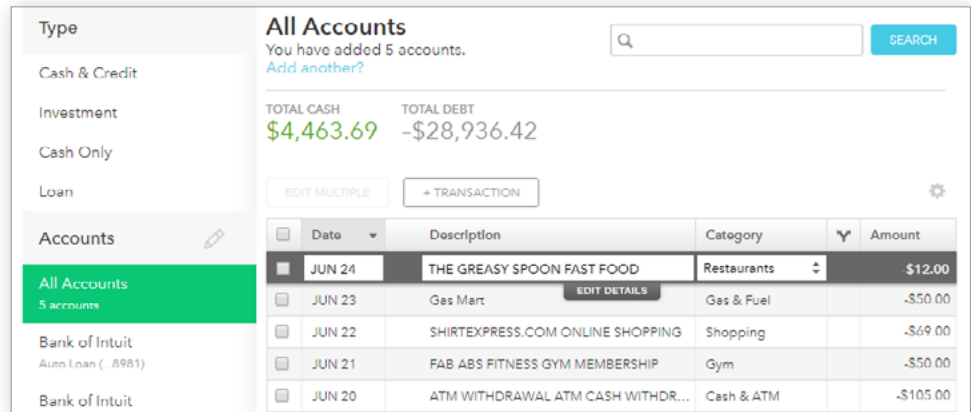 Type
Cash & Credit
Investment
Cash Only
Loan
Accounts
All Accounts
5 accounts
Bank of Intuit
Auto Loan (...8981)
Bank of Intuit
All Accounts
You have added 5 accounts.
Add another?
SEARCH
TOTAL CASH TOTAL DEBT
$4,463.69 -$28,936.42
EDIT MULTIPLE + TRANSACTION
Date Description Category Amount
JUN 24 THE GREASY SPOON FAST FOOD Restaurants -$12.00
EDIT DETAILS
JUN 23 Gas Mart Gas & Fuel -$50.00
JUN 22 SHIRTEXPRESS.COM ONLINE SHOPPING Shopping -$69.00
JUN 21 FAB ABS FITNESS GYM MEMBERSHIP Gym -$50.00
JUN 20 ATM WITHDRAWAL ATM CASH WITHDR... Cash & ATM -$105.00